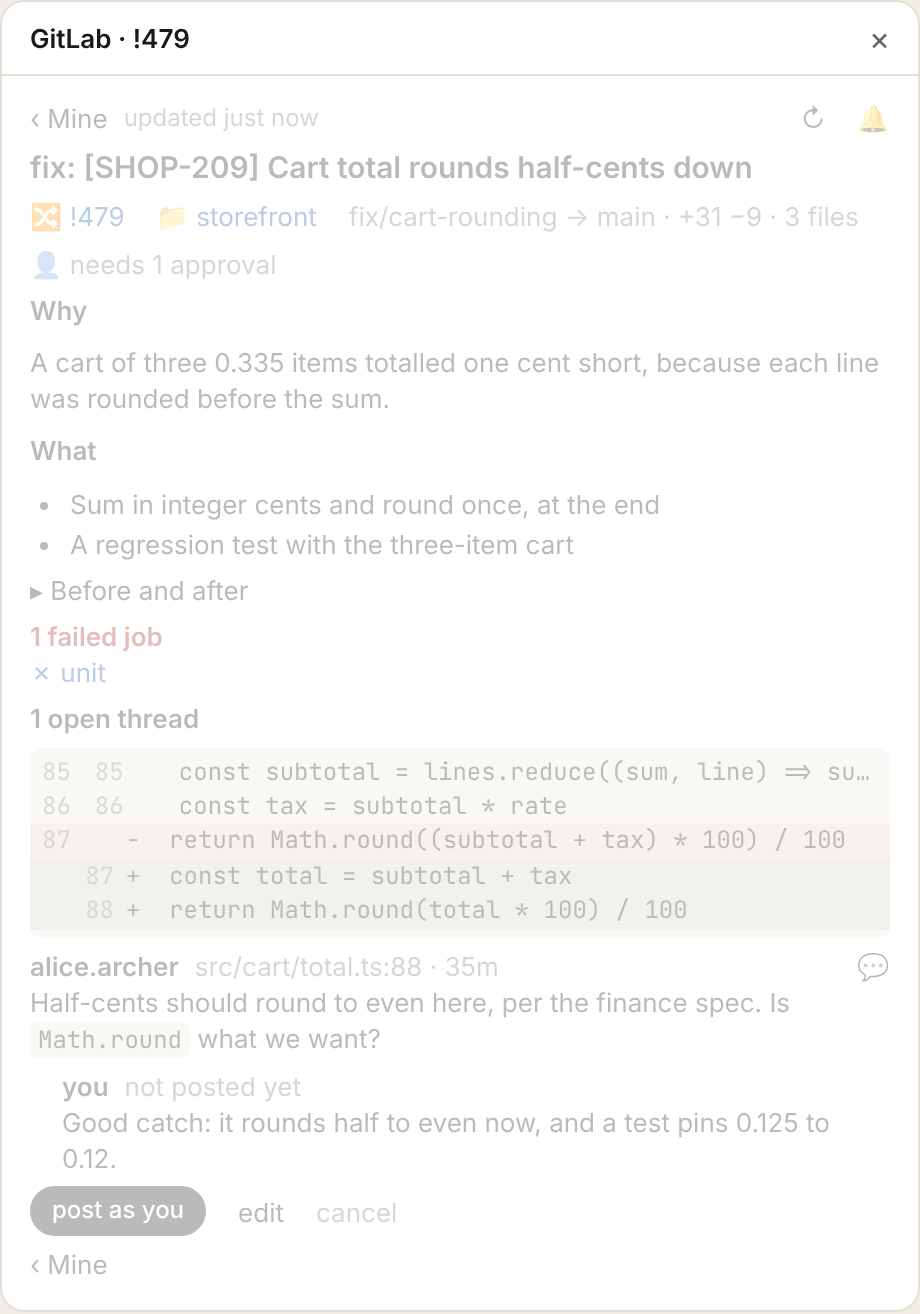 GitLab · !479 ×
‹ Mine updated just now ↻ 🔔
fix: [SHOP-209] Cart total rounds half-cents down
🔀 !479 📁 storefront fix/cart-rounding → main · +31 −9 · 3 files
👤 needs 1 approval
Why
A cart of three 0.335 items totalled one cent short, because each line
was rounded before the sum.
What
• Sum in integer cents and round once, at the end
• A regression test with the three-item cart
▸ Before and after
1 failed job
× unit
1 open thread
85 85 const subtotal = lines.reduce((sum, line) => su…
86 86 const tax = subtotal * rate
87 - return Math.round((subtotal + tax) * 100) / 100
87 + const total = subtotal + tax
88 + return Math.round(total * 100) / 100
alice.archer src/cart/total.ts:88 · 35m 💬
Half-cents should round to even here, per the finance spec. Is
Math.round what we want?
you not posted yet
Good catch: it rounds half to even now, and a test pins 0.125 to
0.12.
post as you edit cancel
‹ Mine